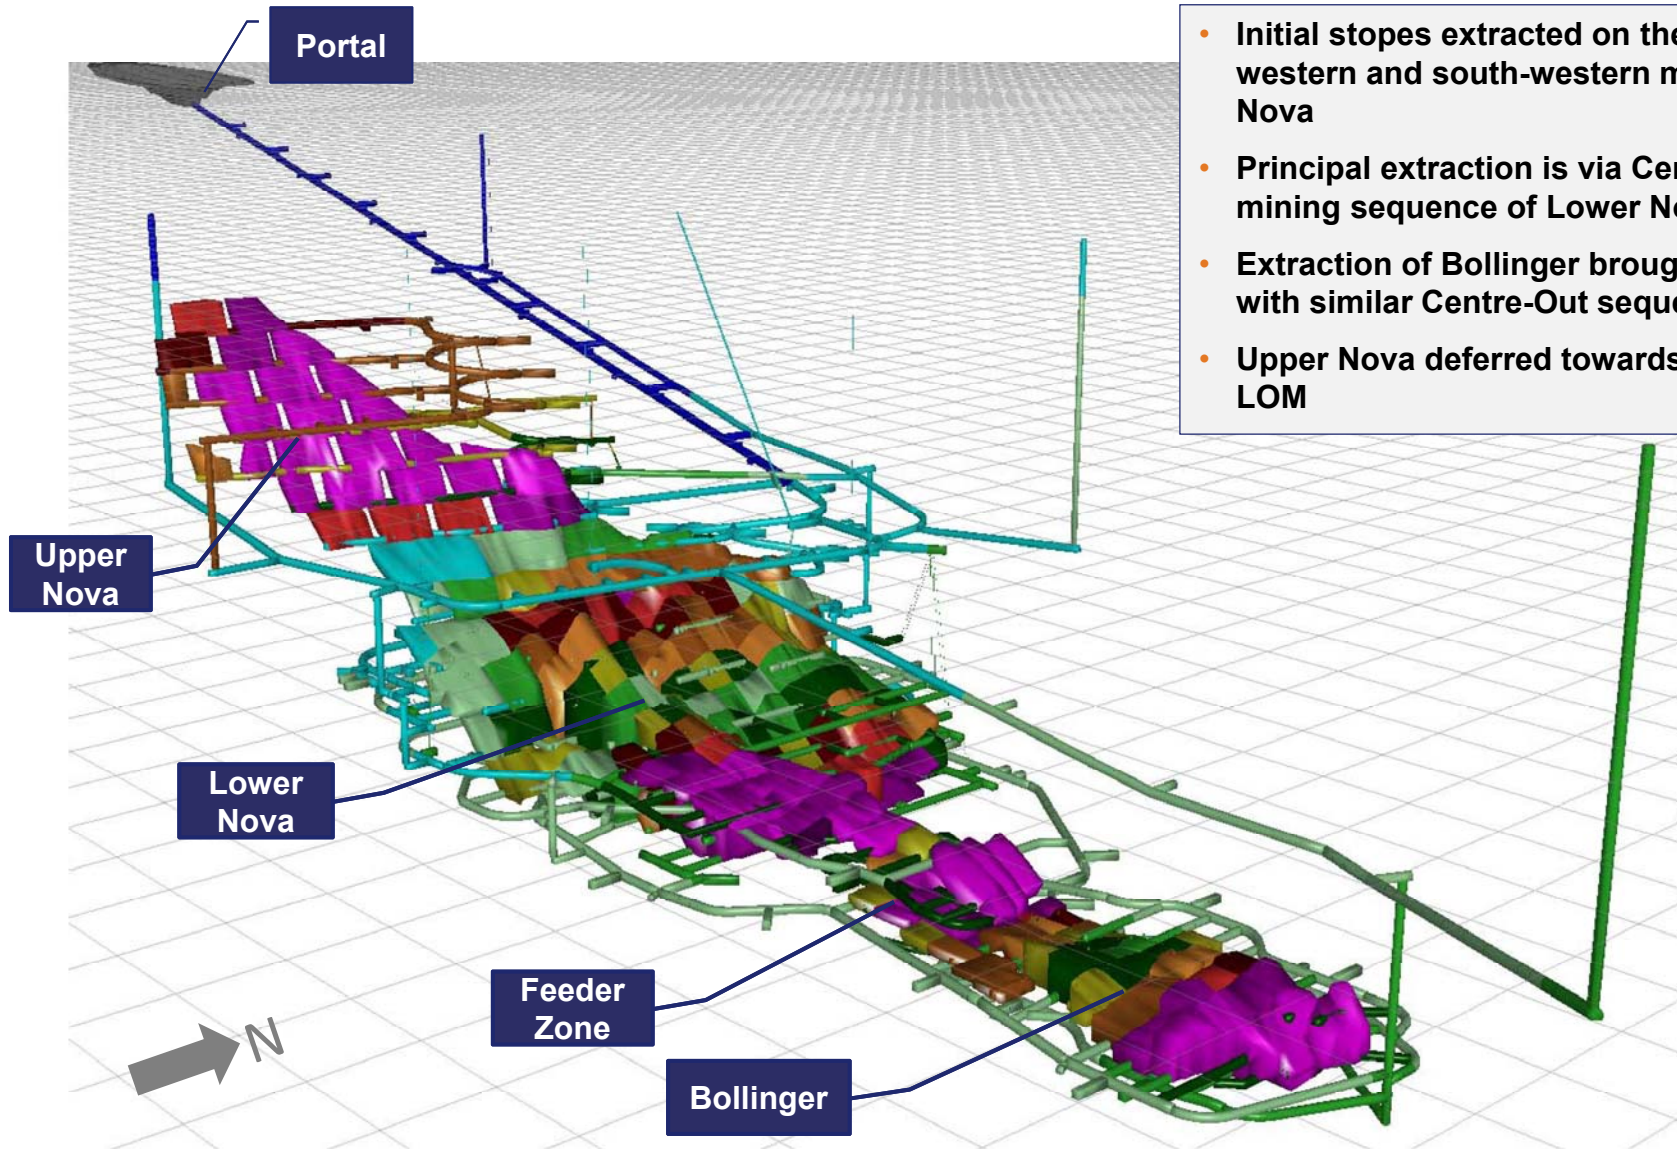 Portal
• Initial stopes extracted on the
western and south-western m
Nova
• Principal extraction is via Cen
mining sequence of Lower No
• Extraction of Bollinger broug
with similar Centre-Out seque
• Upper Nova deferred towards
LOM
Upper
Nova
Lower
Nova
Feeder
Zone
Bollinger
N